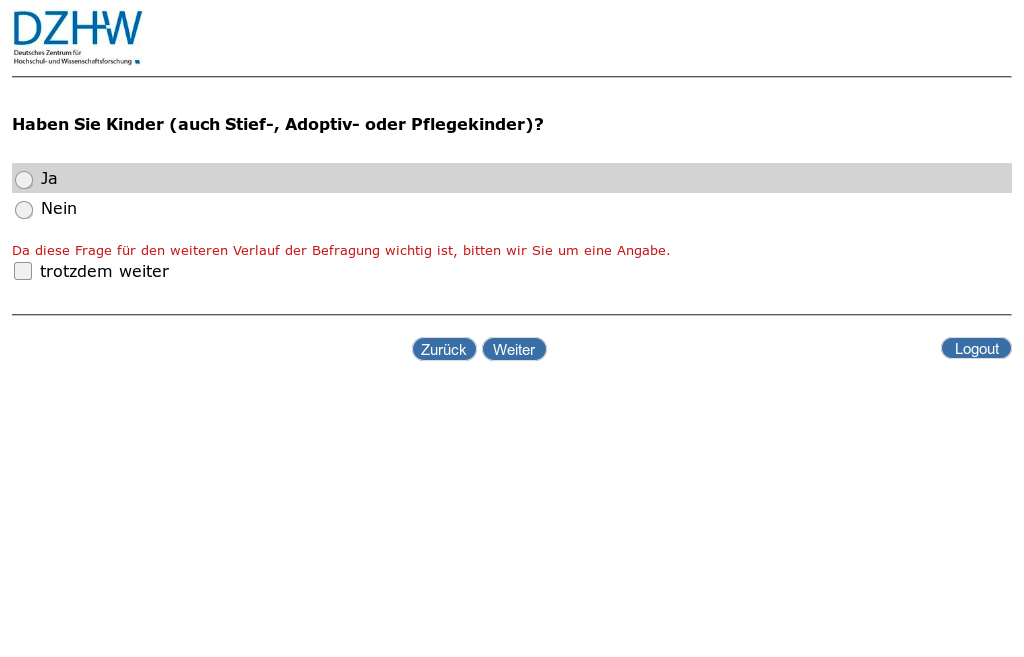 DZHW
Deutsches Zentrum für
Hochschul- und Wissenschaftsforschung
Haben Sie Kinder (auch Stief-, Adoptiv- oder Pflegekinder)?
Ja
Nein
Da diese Frage für den weiteren Verlauf der Befragung wichtig ist, bitten wir Sie um eine Angabe.
trotzdem weiter
Zurück Weiter Logout